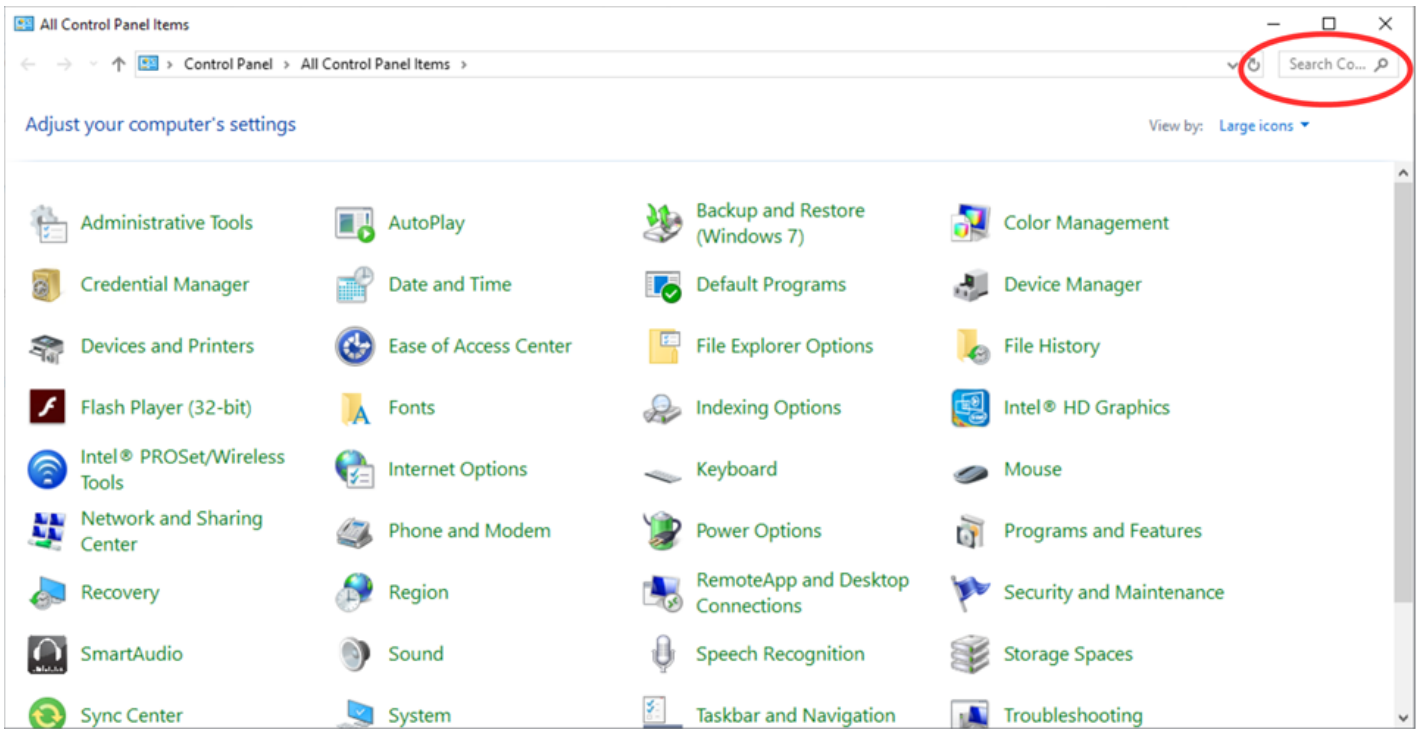 All Control Panel Items
Control Panel > All Control Panel Items >
Search Co...
Adjust your computer's settings
View by: Large icons
Administrative Tools
AutoPlay
Backup and Restore
(Windows 7)
Color Management
Credential Manager
Date and Time
Default Programs
Device Manager
Devices and Printers
Ease of Access Center
File Explorer Options
File History
Flash Player (32-bit)
Fonts
Indexing Options
Intel® HD Graphics
Intel® PROSet/Wireless
Tools
Internet Options
Keyboard
Mouse
Network and Sharing
Center
Phone and Modem
Power Options
Programs and Features
Recovery
Region
RemoteApp and Desktop
Connections
Security and Maintenance
SmartAudio
Sound
Speech Recognition
Storage Spaces
Sync Center
System
Taskbar and Navigation
Troubleshooting